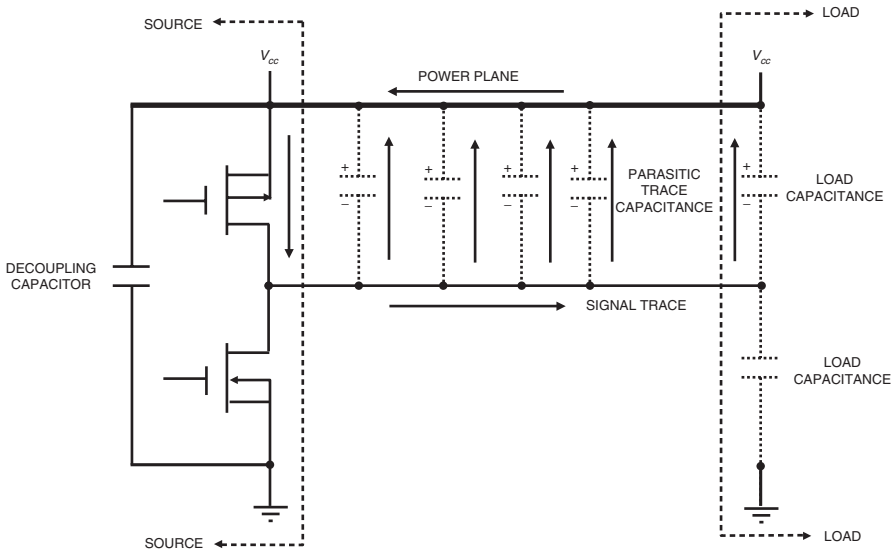 SOURCE
LOAD
Vcc
Vcc
POWER PLANE
+
+
+
+
+
−
−
−
−
−
PARASITIC
TRACE
CAPACITANCE
LOAD
CAPACITANCE
DECOUPLING
CAPACITOR
SIGNAL TRACE
LOAD
CAPACITANCE
SOURCE
LOAD